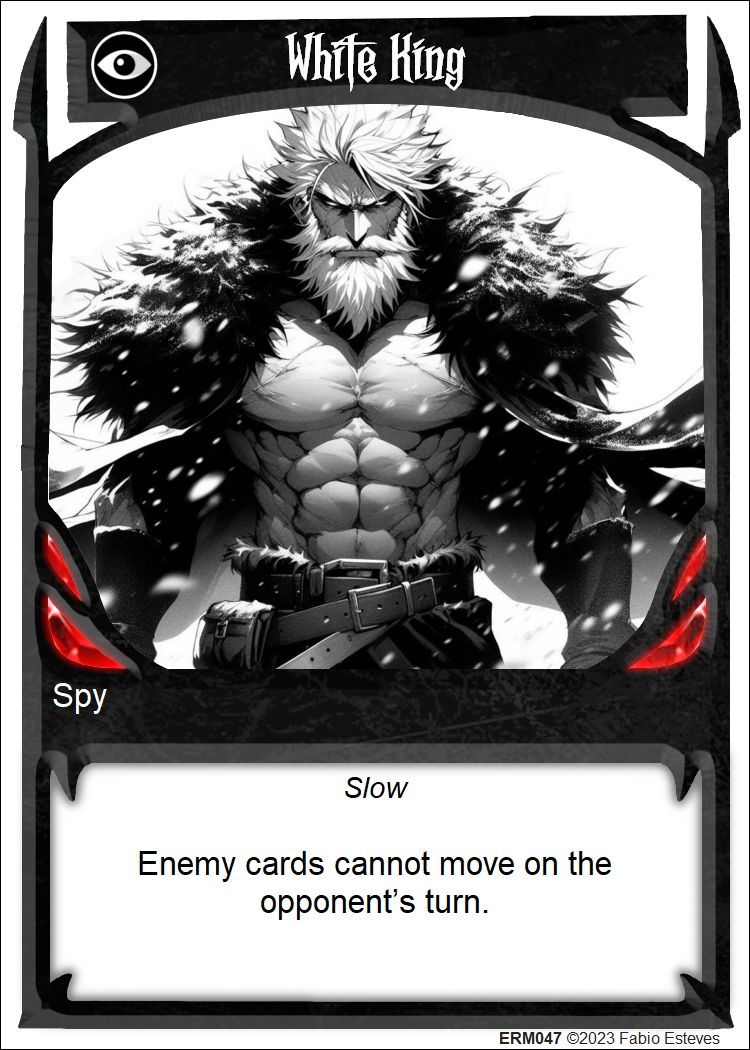 White King
Spy
Slow
Enemy cards cannot move on the
opponent’s turn.
ERM047 ©2023 Fabio Esteves